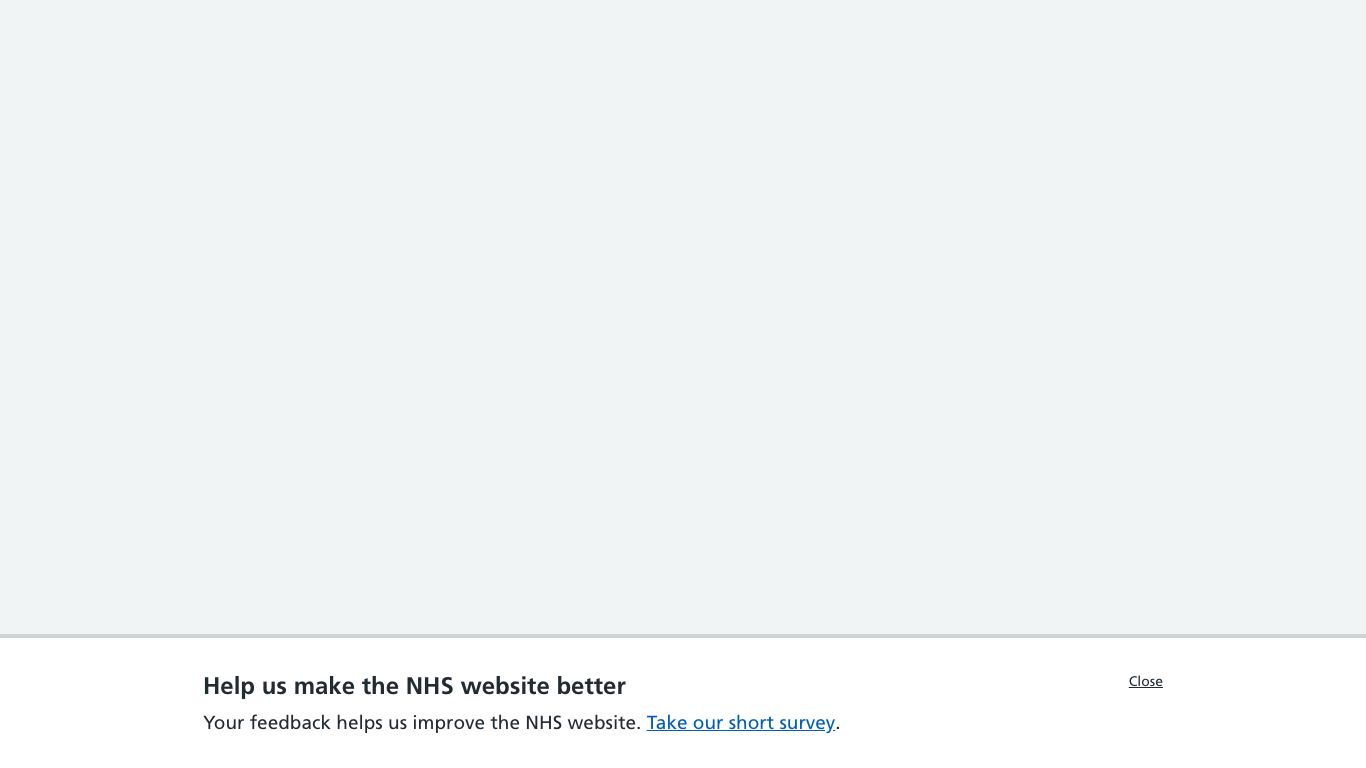 Help us make the NHS website better
Close
Your feedback helps us improve the NHS website. Take our short survey.